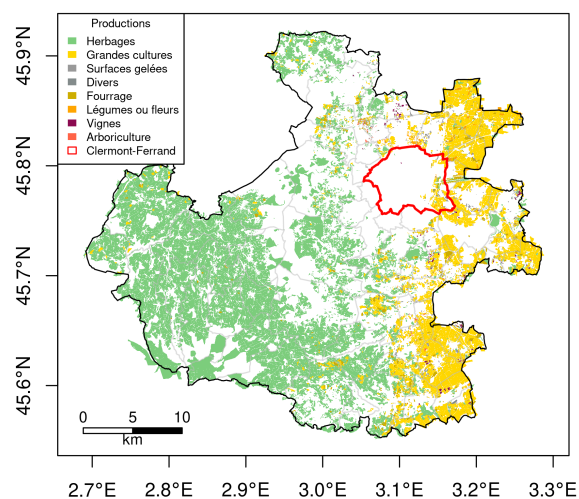 Productions
Herbages
Grandes cultures
Surfaces gelées
Divers
Fourrage
Légumes ou fleurs
Vignes
Arboriculture
Clermont-Ferrand
45.9°N
45.8°N
45.7°N
45.6°N
0 5 10
km
2.7°E 2.8°E 2.9°E 3.0°E 3.1°E 3.2°E 3.3°E